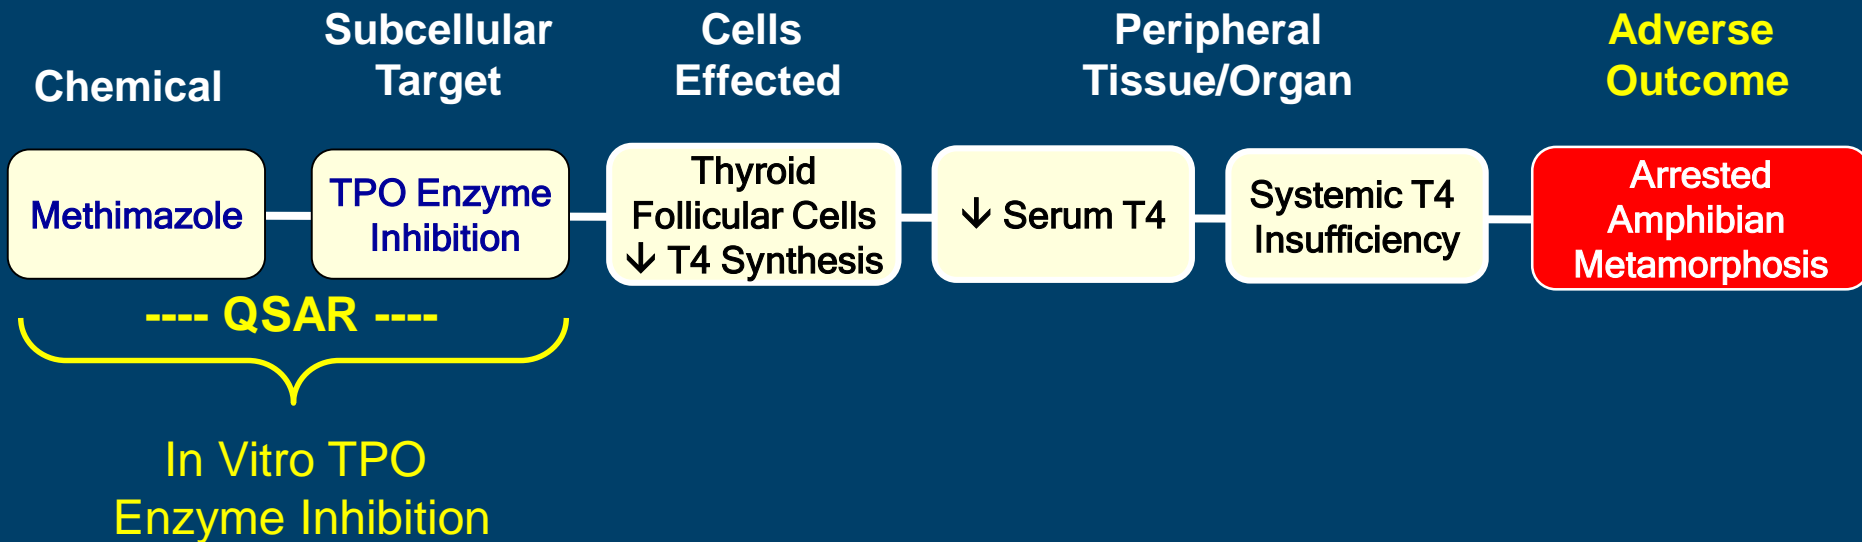 Chemical
Subcellular
Target
Cells
Effected
Peripheral
Tissue/Organ
Adverse
Outcome
Methimazole
TPO Enzyme
Inhibition
Thyroid
Follicular Cells
↓ T4 Synthesis
↓ Serum T4
Systemic T4
Insufficiency
Arrested
Amphibian
Metamorphosis
---- QSAR ----
In Vitro TPO
Enzyme Inhibition